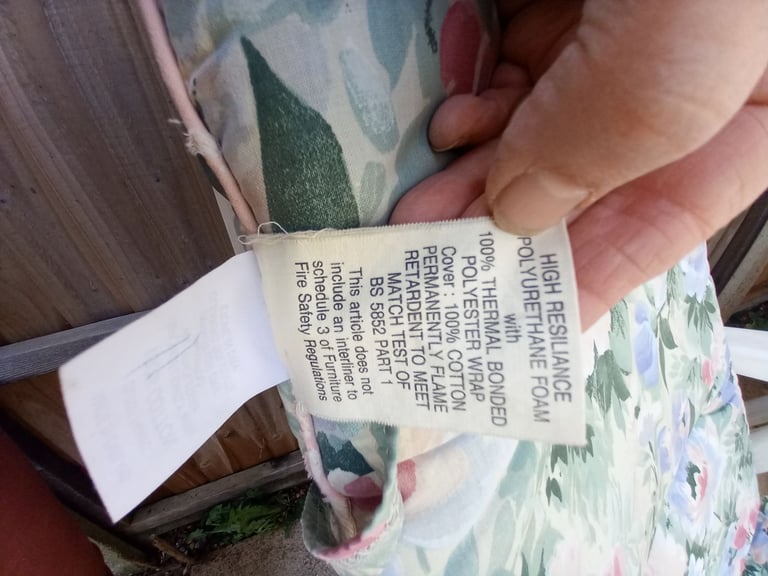 HIGH RESILIANCE
POLYURETHANE FOAM
with
100% THERMAL BONDED
POLYESTER WRAP
Cover : 100% COTTON
PERMANENTLY FLAME
RETARDENT TO MEET
MATCH TEST OF
BS 5852 PART 1
This article does not
include an interliner to
schedule 3 of Furniture
Fire Safety Regulations